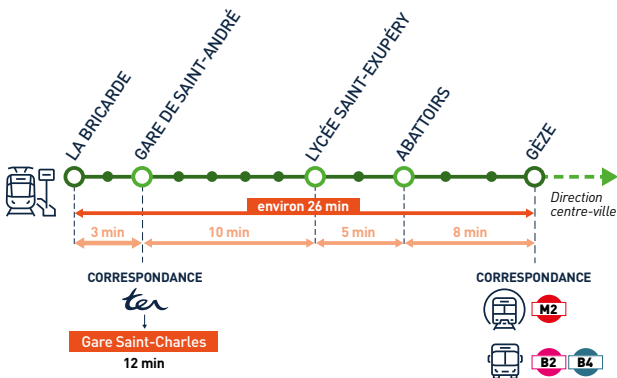 LA BRICARDE
GARE DE SAINT-ANDRÉ
LYCÉE SAINT-EXUPÉRY
ABATTOIRS
GÈZE
Direction
centre-ville
environ 26 min
3 min
10 min
5 min
8 min
CORRESPONDANCE
ter
Gare Saint-Charles
12 min
CORRESPONDANCE
M2
B2 B4